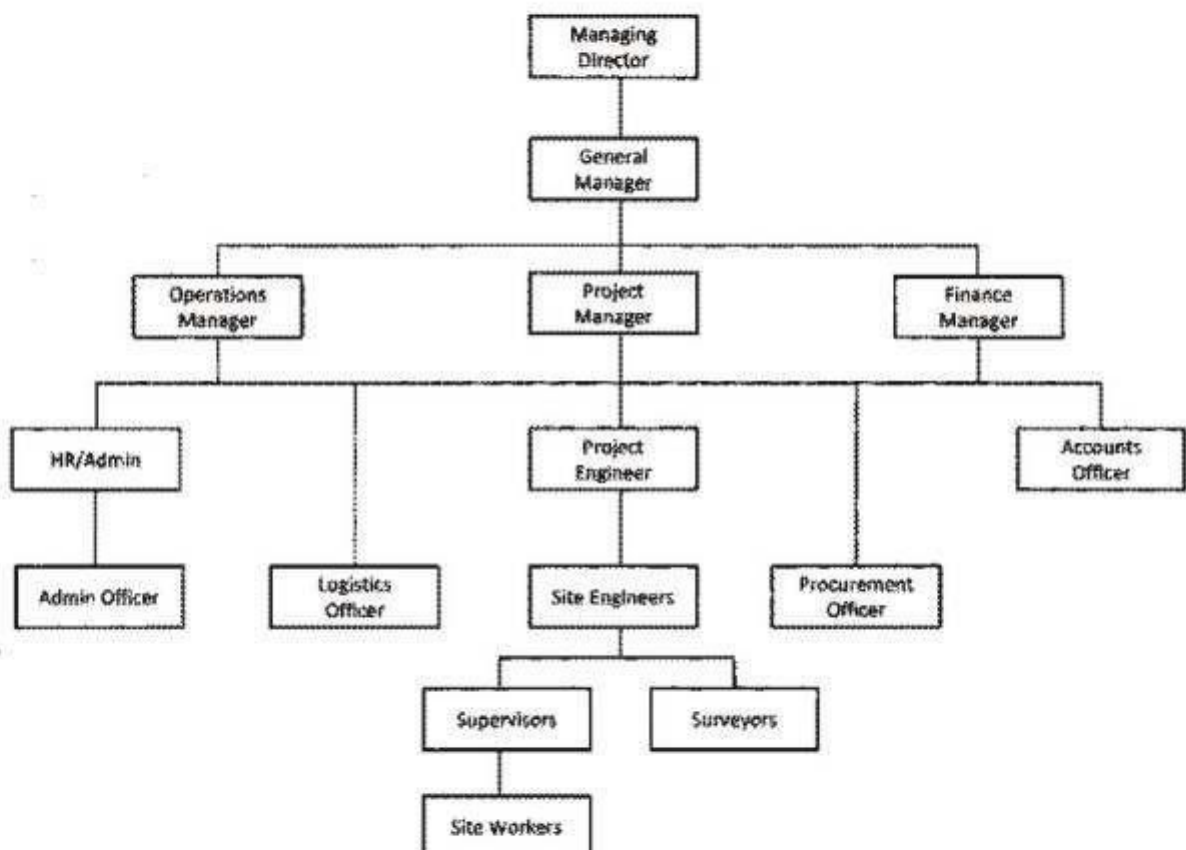 Managing
Director
General
Manager
Operations
Manager
Project
Manager
Finance
Manager
HR/Admin
Project
Engineer
Accounts
Officer
Admin Officer
Logistics
Officer
Site Engineers
Procurement
Officer
Supervisors
Surveyors
Site Workers